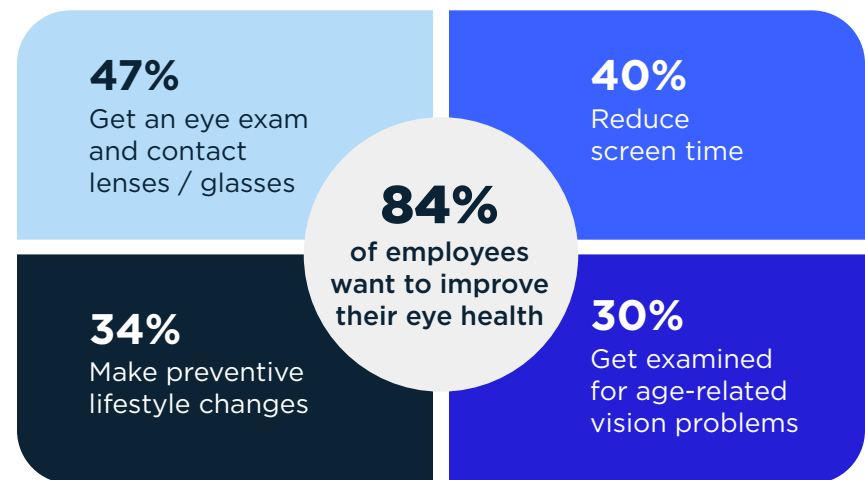 47%
Get an eye exam
and contact
lenses / glasses
40%
Reduce
screen time
84%
of employees
want to improve
their eye health
34%
Make preventive
lifestyle changes
30%
Get examined
for age-related
vision problems